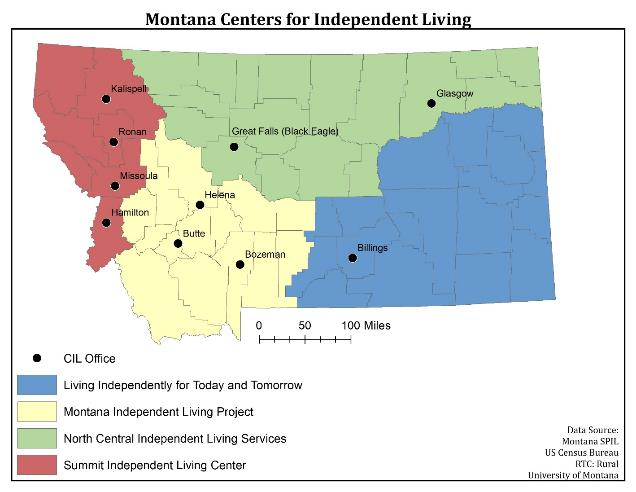 Montana Centers for Independent Living
Kalispell
Glasgow
Ronan
Great Falls (Black Eagle)
Missoula
Helena
Hamilton
Butte
Bozeman
Billings
0 50 100 Miles
CIL Office
Living Independently for Today and Tomorrow
Montana Independent Living Project
North Central Independent Living Services
Summit Independent Living Center
Data Source:
Montana SPIL
US Census Bureau
RTC: Rural
University of Montana